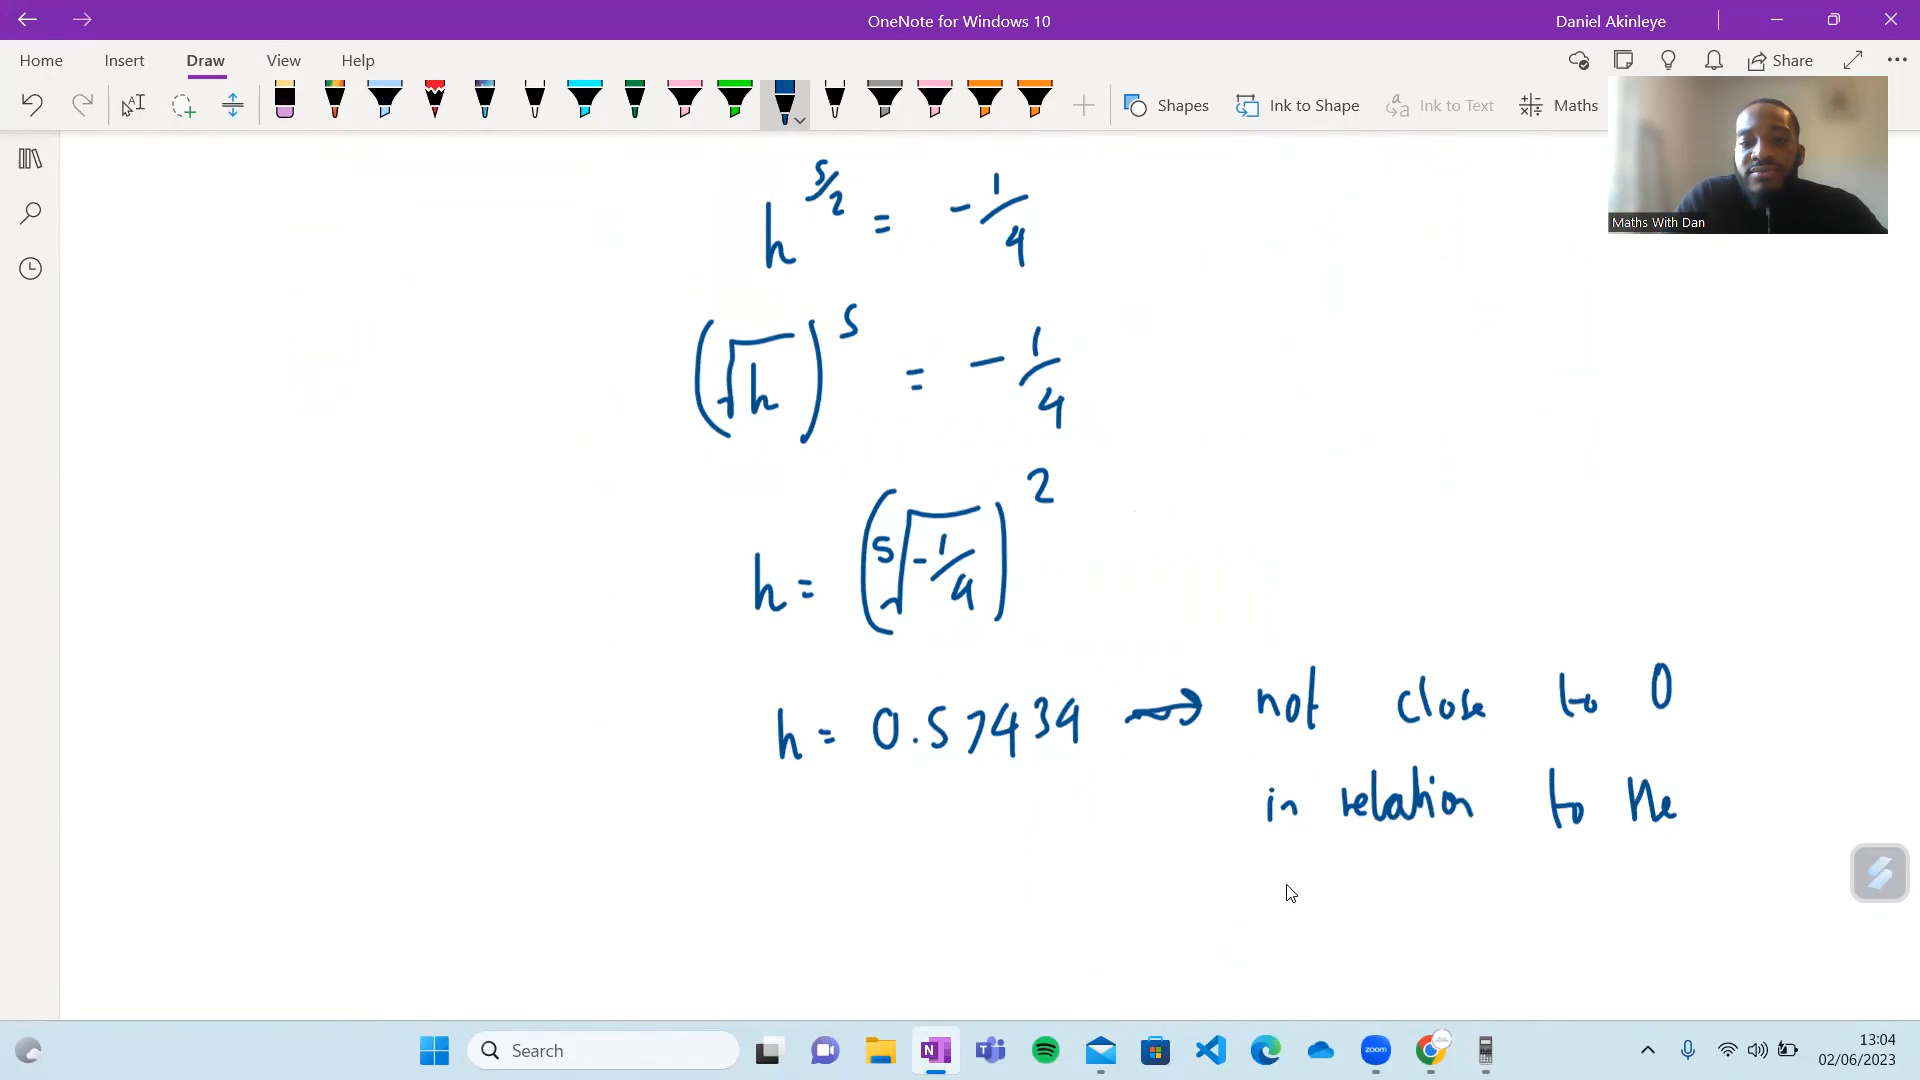 OneNote for Windows 10
Daniel Akinleye
Home Insert Draw View Help
Share
Shapes Ink to Shape Ink to Text Maths
Maths With Dan
h^{5/2} = -1/4
(√h)^5 = -1/4
h = (⁵√-1/4)^2
h = 0.57434 → not close to 0
in relation to the
Search
zoom
13:04
02/06/2023